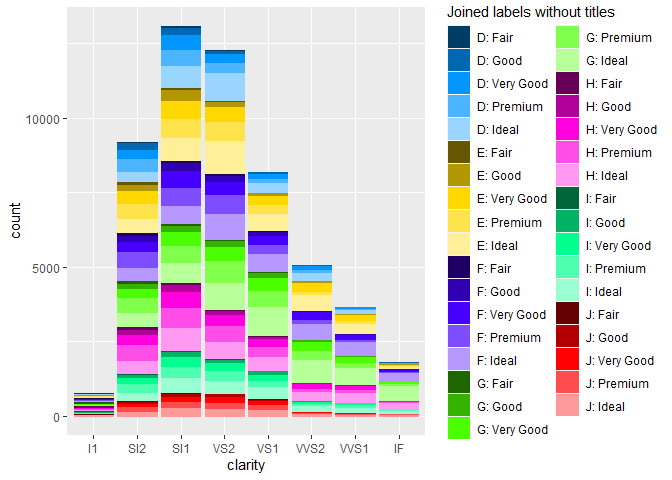 Joined labels without titles
D: Fair
D: Good
D: Very Good
D: Premium
D: Ideal
E: Fair
E: Good
E: Very Good
E: Premium
E: Ideal
F: Fair
F: Good
F: Very Good
F: Premium
F: Ideal
G: Fair
G: Good
G: Very Good
G: Premium
G: Ideal
H: Fair
H: Good
H: Very Good
H: Premium
H: Ideal
I: Fair
I: Good
I: Very Good
I: Premium
I: Ideal
J: Fair
J: Good
J: Very Good
J: Premium
J: Ideal
10000
5000
0
count
I1 SI2 SI1 VS2 VS1 VVS2 VVS1 IF
clarity